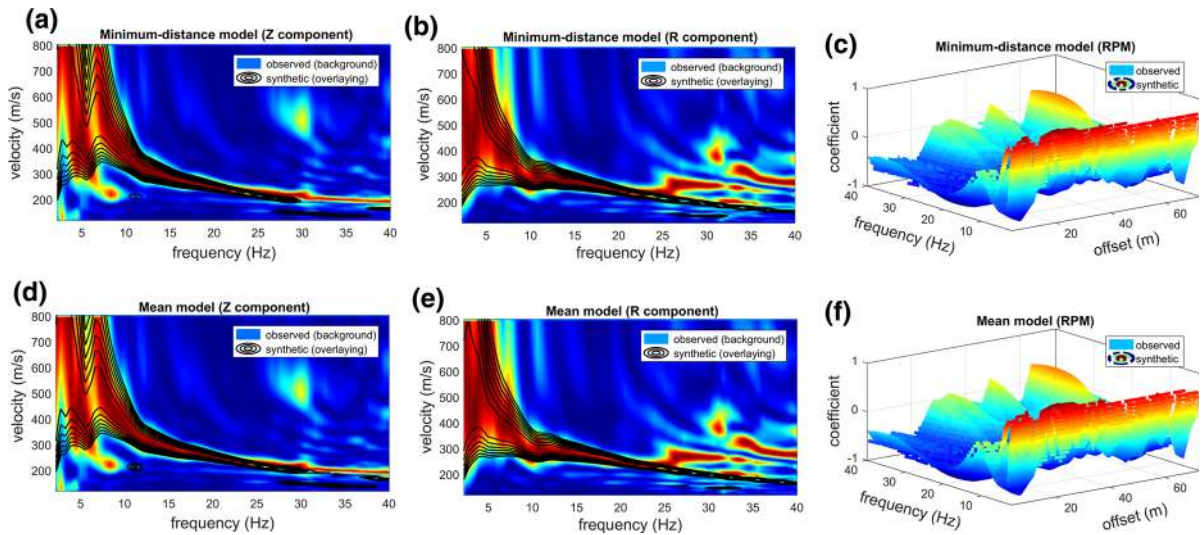 (a)
Minimum-distance model (Z component)
observed (background)
synthetic (overlaying)
velocity (m/s)
800
700
600
500
400
300
200
5 10 15 20 25 30 35 40
frequency (Hz)
(b)
Minimum-distance model (R component)
observed (background)
synthetic (overlaying)
velocity (m/s)
800
700
600
500
400
300
200
5 10 15 20 25 30 35 40
frequency (Hz)
(c)
Minimum-distance model (RPM)
observed
synthetic
coefficient
1
0
-1
40 30 20 10
frequency (Hz)
20 40 60
offset (m)
(d)
Mean model (Z component)
observed (background)
synthetic (overlaying)
velocity (m/s)
800
700
600
500
400
300
200
5 10 15 20 25 30 35 40
frequency (Hz)
(e)
Mean model (R component)
observed (background)
synthetic (overlaying)
velocity (m/s)
800
700
600
500
400
300
200
5 10 15 20 25 30 35 40
frequency (Hz)
(f)
Mean model (RPM)
observed
synthetic
coefficient
1
0
-1
40 30 20 10
frequency (Hz)
20 40 60
offset (m)